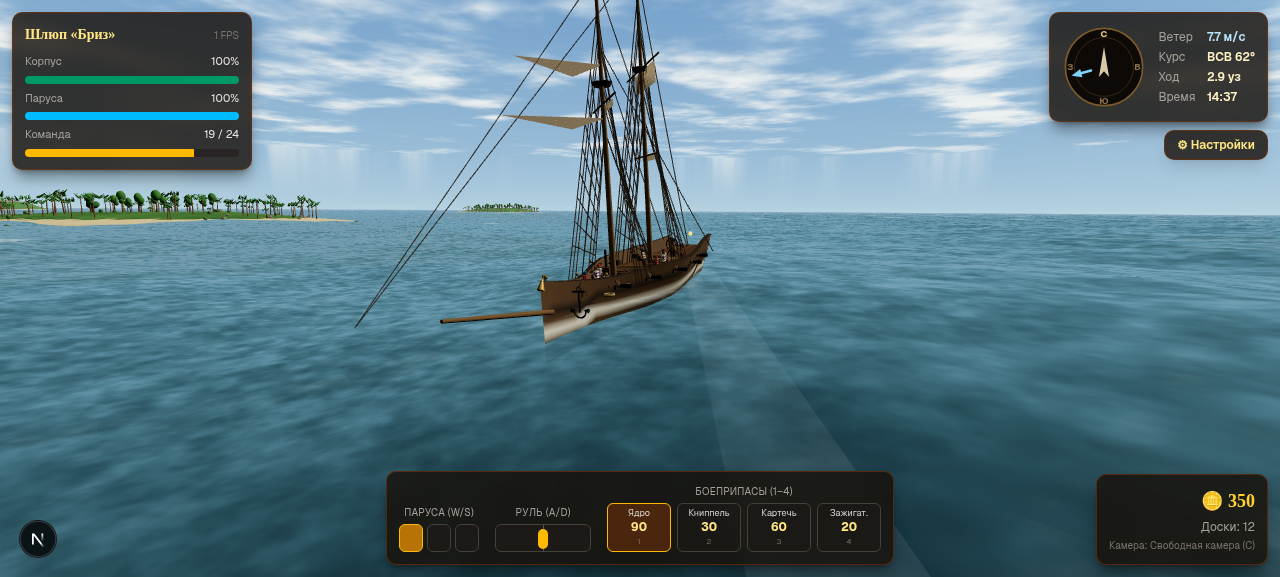 Шлюп «Бриз» 1 FPS
Корпус 100%
Паруса 100%
Команда 19 / 24
С
З В
Ю
Ветер 7.7 м/с
Курс ВСВ 62°
Ход 2.9 уз
Время 14:37
⚙ Настройки
ПАРУСА (W/S)
РУЛЬ (A/D)
БОЕПРИПАСЫ (1–4)
Ядро
90
1
Книппель
30
2
Картечь
60
3
Зажигат.
20
4
350
Доски: 12
Камера: Свободная камера (C)
N